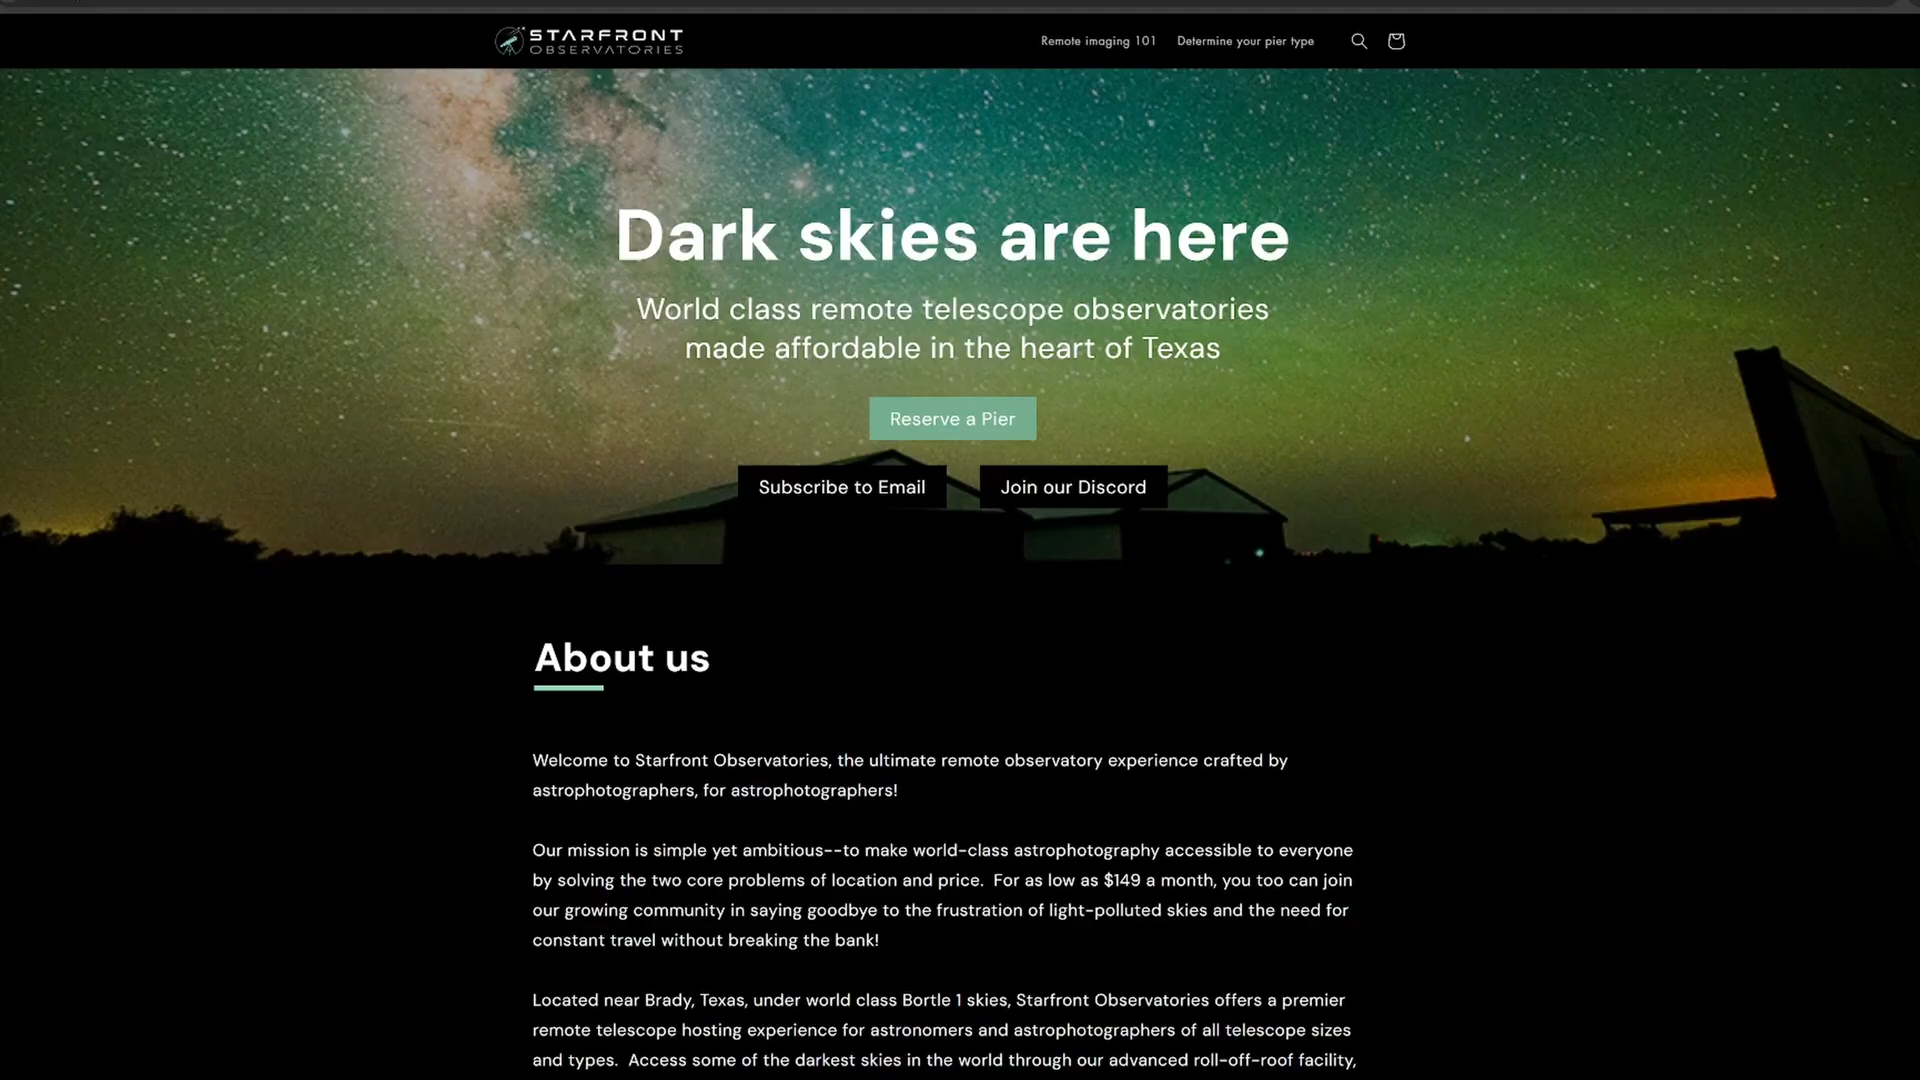 STARFRONT
OBSERVATORIES
Remote imaging 101
Determine your pier type
Dark skies are here
World class remote telescope observatories
made affordable in the heart of Texas
Reserve a Pier
Subscribe to Email
Join our Discord
About us
Welcome to Starfront Observatories, the ultimate remote observatory experience crafted by
astrophotographers, for astrophotographers!
Our mission is simple yet ambitious--to make world-class astrophotography accessible to everyone
by solving the two core problems of location and price.  For as low as $149 a month, you too can join
our growing community in saying goodbye to the frustration of light-polluted skies and the need for
constant travel without breaking the bank!
Located near Brady, Texas, under world class Bortle 1 skies, Starfront Observatories offers a premier
remote telescope hosting experience for astronomers and astrophotographers of all telescope sizes
and types.  Access some of the darkest skies in the world through our advanced roll-off-roof facility,